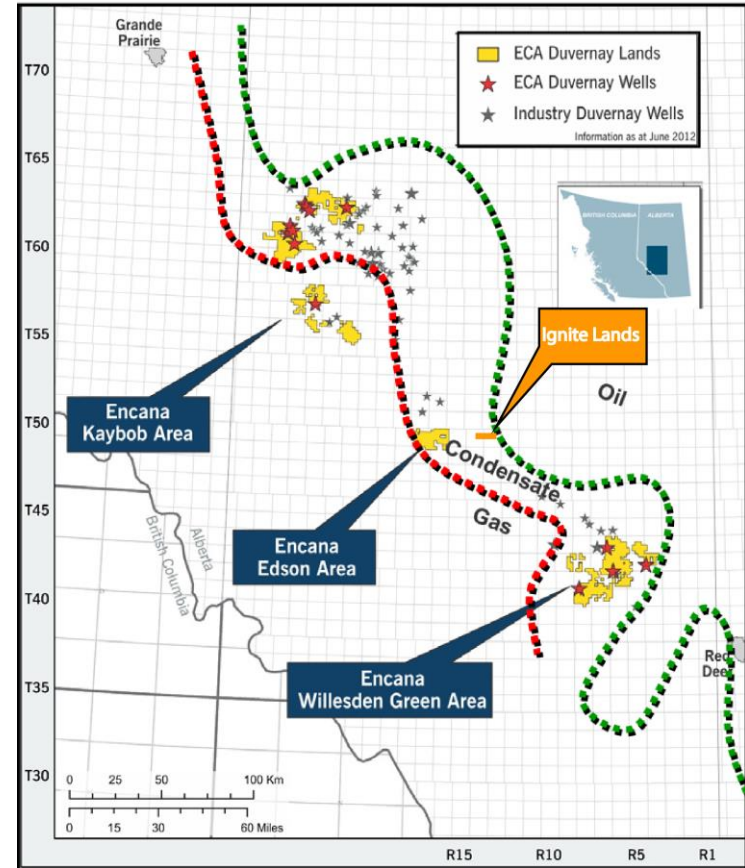 Grande
Prairie
ECA Duvernay Lands
ECA Duvernay Wells
Industry Duvernay Wells
Information as at June 2012
T70
T65
T60
T55
T50
T45
T40
T35
T30
BRITISH COLUMBIA
ALBERTA
Ignite Lands
Oil
Condensate
Gas
Encana
Kaybob Area
Encana
Edson Area
Encana
Willesden Green Area
Alberta
British Columbia
Red
Deer
0 25 50 100 Km
0 15 30 60 Miles
R15 R10 R5 R1